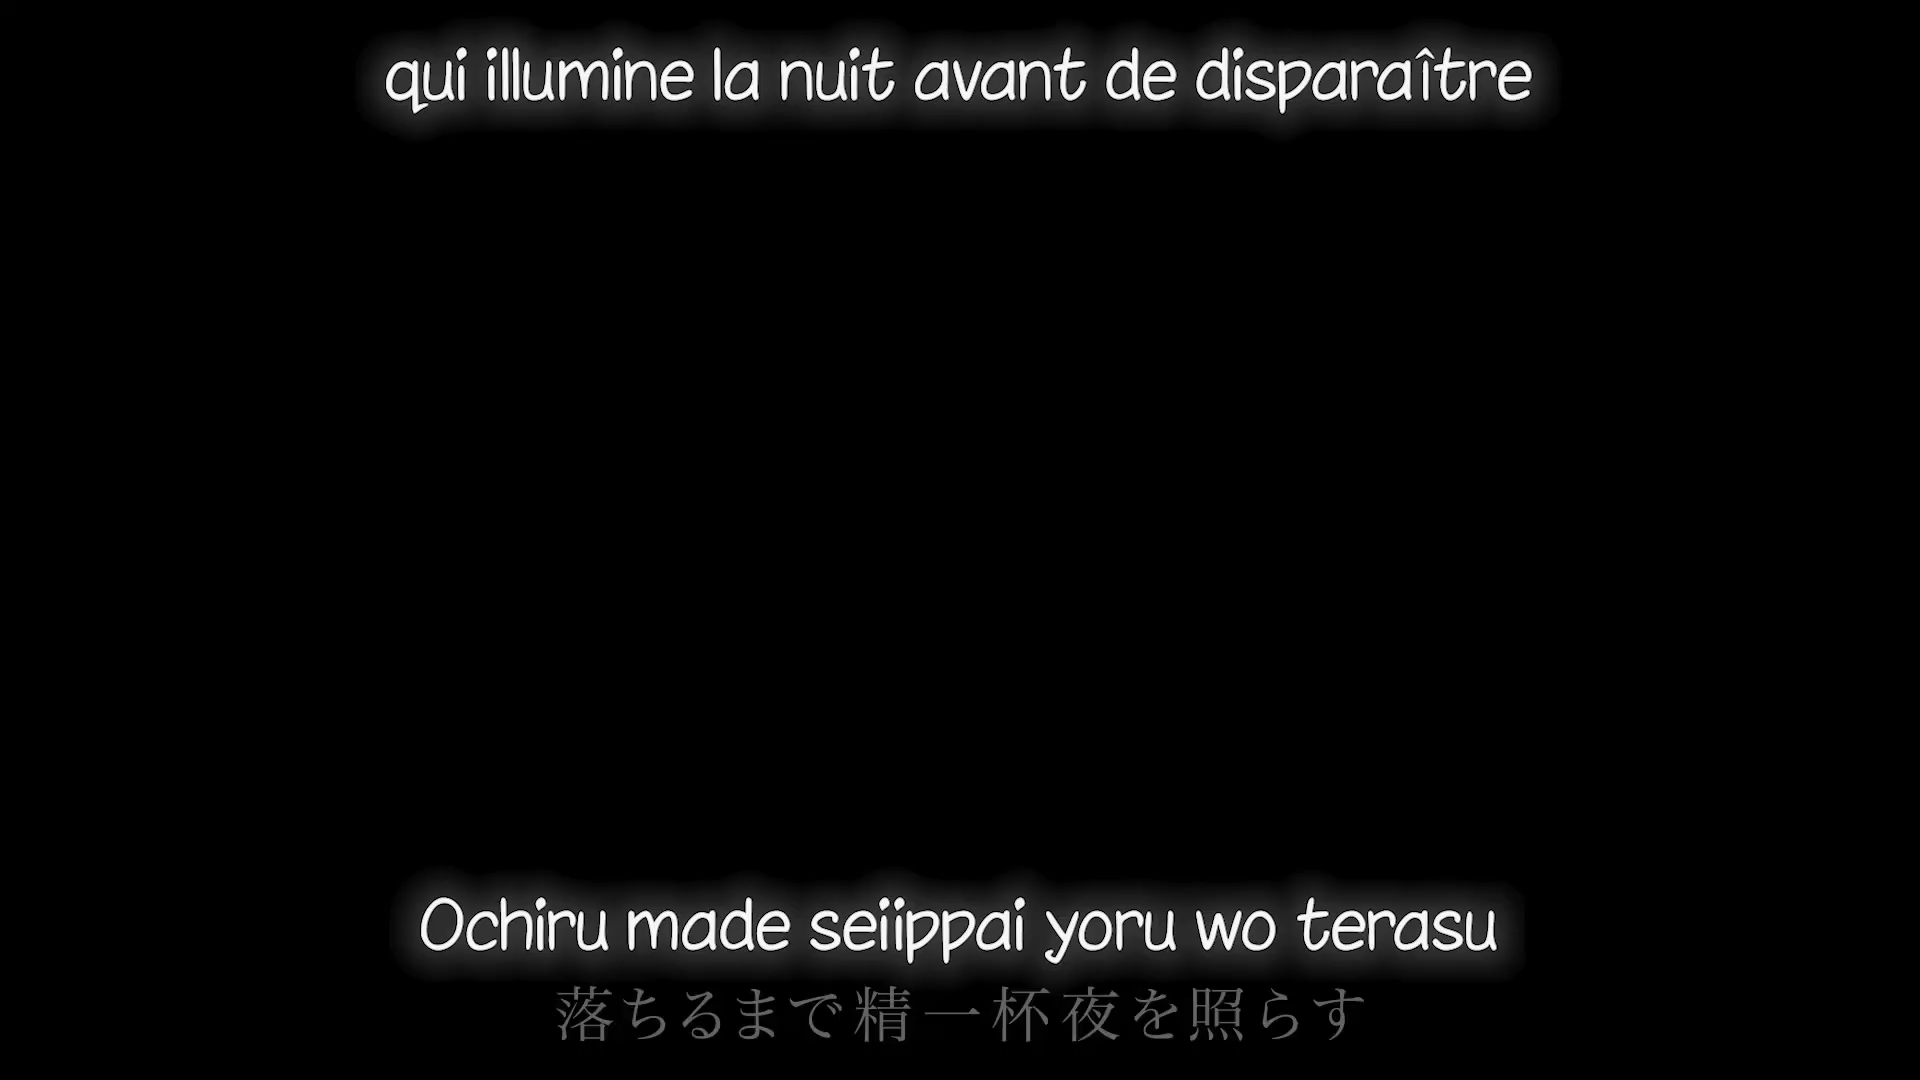 qui illumine la nuit avant de disparaître
Ochiru made seiippai yoru wo terasu
落ちるまで精一杯夜を照らす